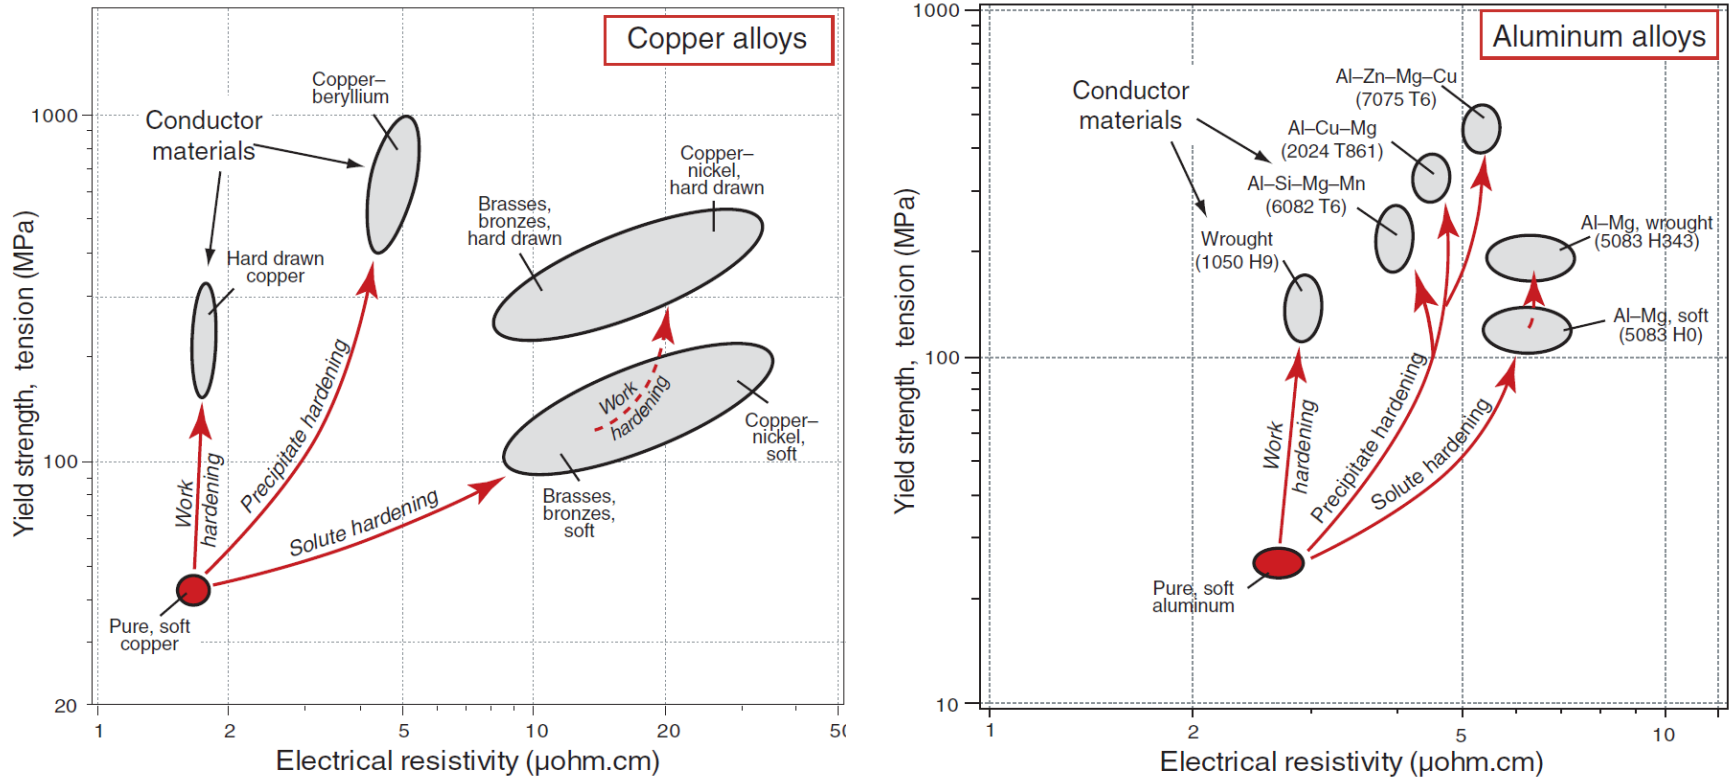 Copper alloys
Copper–
beryllium
1000
Conductor
materials
Copper–
nickel,
hard drawn
Brasses,
bronzes,
hard drawn
Hard drawn
copper
Yield strength, tension (MPa)
Precipitate hardening
Work
hardening
Copper–
nickel,
soft
100
Work
hardening
Solute hardening
Brasses,
bronzes,
soft
Pure, soft
copper
20
1
2
5
10
20
Electrical resistivity (µohm.cm)
1000
Aluminum alloys
Al–Zn–Mg–Cu
(7075 T6)
Conductor
materials
Al–Cu–Mg
(2024 T861)
Al–Si–Mg–Mn
(6082 T6)
Al–Mg, wrought
(5083 H343)
Wrought
(1050 H9)
Yield strength, tension (MPa)
Al–Mg, soft
(5083 H0)
100
Work
hardening
Precipitate hardening
Solute hardening
Pure, soft
aluminum
10
1
2
5
10
Electrical resistivity (µohm.cm)